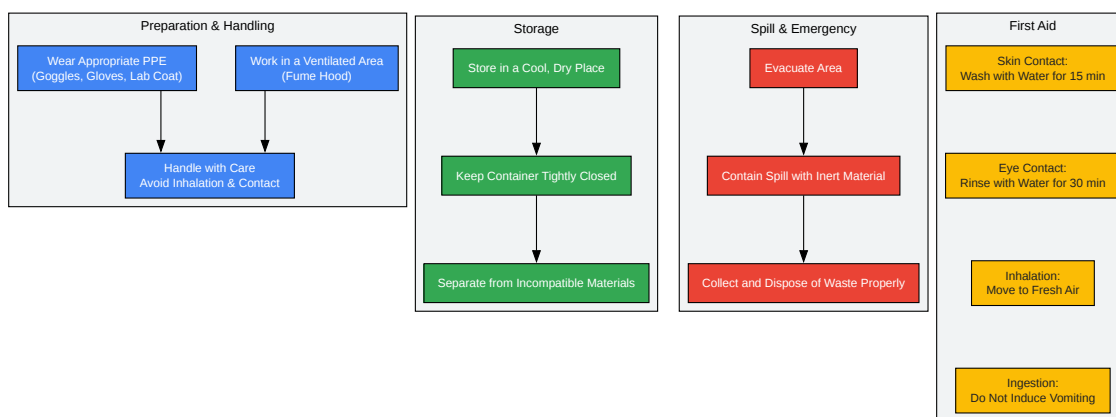 Preparation & Handling
Wear Appropriate PPE
(Goggles, Gloves, Lab Coat)
Work in a Ventilated Area
(Fume Hood)
Handle with Care
Avoid Inhalation & Contact
Storage
Store in a Cool, Dry Place
Keep Container Tightly Closed
Separate from Incompatible Materials
Spill & Emergency
Evacuate Area
Contain Spill with Inert Material
Collect and Dispose of Waste Properly
First Aid
Skin Contact:
Wash with Water for 15 min
Eye Contact:
Rinse with Water for 30 min
Inhalation:
Move to Fresh Air
Ingestion:
Do Not Induce Vomiting